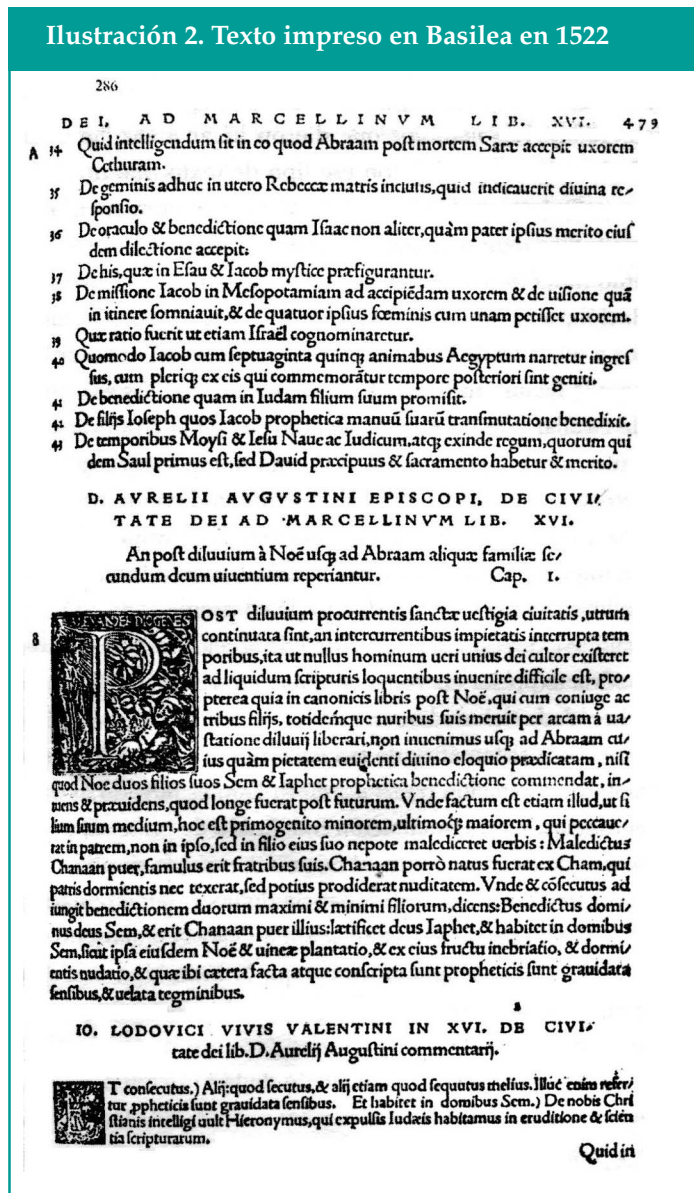 Ilustración 2. Texto impreso en Basilea en 1522
286
DEI, AD MARCELLINVM LIB. XVI. 479
A 34 Quid intelligendum sit in eo quod Abraam post mortem Saræ accepit uxorem
Cethuram.
35 De geminis adhuc in utero Rebeccæ matris inclusis, quid indicauerit diuina re/
sponsio.
36 De oraculo & benedictione quam Isaac non aliter, quàm pater ipsius merito eius
dem dilectione accepit:
37 De his, quæ in Esau & Iacob mystice præfigurantur.
38 De missione Iacob in Mesopotamiam ad accipiẽdam uxorem & de uisione quã
in itinere somniauit, & de quatuor ipsius fœminis cum unam petisset uxorem.
39 Quæ ratio fuerit ut etiam Israël cognominaretur.
40 Quomodo Iacob cum septuaginta quinqꝫ animabus Aegyptum narretur ingres
sus, cum pleriqꝫ ex eis qui commemorãtur tempore posteriori sint geniti.
41 De benedictione quam in Iudam filium suum promisit.
42 De filijs Ioseph quos Iacob prophetica manuũ suarũ transmutatione benedixit.
43 De temporibus Moysi & Iesu Naue ac Iudicum, atqꝫ exinde regum, quorum qui
dem Saul primus est, sed Dauid præcipuus & sacramento habetur & merito.
D. AVRELII AVGVSTINI EPISCOPI, DE CIVI/
TATE DEI AD MARCELLINVM LIB. XVI.
An post diluuium à Noë usqꝫ ad Abraam aliquæ familiæ se/
cundum deum uiuentium reperiantur. Cap. I.
POST diluuium procurrentis sanctæ uestigia ciuitatis, utrum
B continuata sint, an intercurrentibus impietatis interrupta tem
poribus, ita ut nullus hominum ueri unius dei cultor existeret
ad liquidum scripturis loquentibus inuenire difficile est, pro/
pterea quia in canonicis libris post Noë, qui cum coniuge ac
tribus filijs, totidemque nuribus suis meruit per arcam à ua/
statione diluuij liberari, non inuenimus usqꝫ ad Abraam cu/
ius quàm pietatem euidenti diuino eloquio prædicatam, nisi
quod Noe duos filios suos Sem & Iaphet prophetica benedictione commendat, in/
tuens & præuidens, quod longe fuerat post futurum. Vnde factum est etiam illud, ut fi
lium suum medium, hoc est primogenito minorem, ultimoqꝫ maiorem, qui peccaue/
rat in patrem, non in ipso, sed in filio eius suo nepote malediceret uerbis: Maledictus
Chanaan puer, famulus erit fratribus suis. Chanaan porrò natus fuerat ex Cham, qui
patris dormientis nec texerat, sed potius prodiderat nuditatem. Vnde & cõsecutus ad
iungit benedictionem duorum maximi & minimi filiorum, dicens: Benedictus domi/
nus deus Sem, & erit Chanaan puer illius: lætificet deus Iaphet, & habitet in domibus
Sem, sicut ipsa eiusdem Noë & uineæ plantatio, & ex eius fructu inebriatio, & dormi/
entis nudatio, & quæ ibi cætera facta atque conscripta sunt propheticis sunt grauidata
sensibus, & uelata tegminibus.
IO. LODOVICI VIVIS VALENTINI IN XVI. DE CIVI/
tate dei lib. D. Aurelij Augustini commentarij.
ET consecutus.) Alij: quod secutus, & alij etiam quod sequutus melius. Illuc enim refer/
tur ꝓpheticis sunt grauidata sensibus. Et habitet in domibus Sem.) De nobis Chri
stianis intelligi uult Hieronymus, qui expulsis Iudæis habitamus in eruditione & sciẽn
tia scripturarum.
Quid in